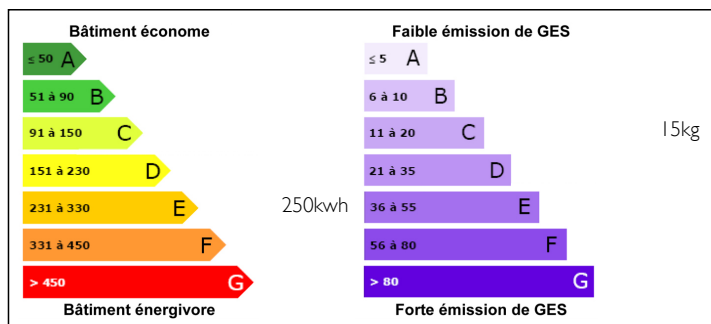 Bâtiment économe
≤ 50 A
51 à 90 B
91 à 150 C
151 à 230 D
231 à 330 E
250kwh
331 à 450 F
> 450 G
Bâtiment énergivore
Faible émission de GES
≤ 5 A
6 à 10 B
11 à 20 C
15kg
21 à 35 D
36 à 55 E
56 à 80 F
> 80 G
Forte émission de GES